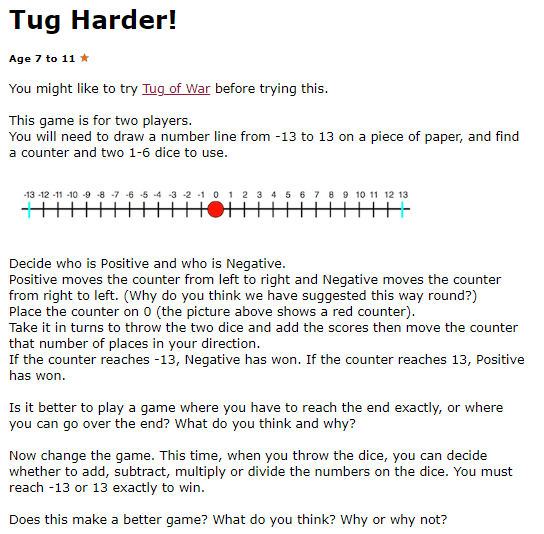 Tug Harder!
Age 7 to 11 ★
You might like to try Tug of War before trying this.
This game is for two players.
You will need to draw a number line from -13 to 13 on a piece of paper, and find
a counter and two 1-6 dice to use.
-13 -12 -11 -10 -9 -8 -7 -6 -5 -4 -3 -2 -1 0 1 2 3 4 5 6 7 8 9 10 11 12 13
Decide who is Positive and who is Negative.
Positive moves the counter from left to right and Negative moves the counter
from right to left. (Why do you think we have suggested this way round?)
Place the counter on 0 (the picture above shows a red counter).
Take it in turns to throw the two dice and add the scores then move the counter
that number of places in your direction.
If the counter reaches -13, Negative has won. If the counter reaches 13, Positive
has won.
Is it better to play a game where you have to reach the end exactly, or where
you can go over the end? What do you think and why?
Now change the game. This time, when you throw the dice, you can decide
whether to add, subtract, multiply or divide the numbers on the dice. You must
reach -13 or 13 exactly to win.
Does this make a better game? What do you think? Why or why not?